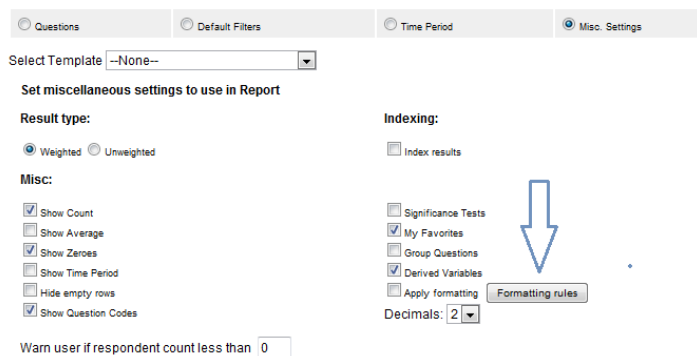 Questions Default Filters Time Period Misc. Settings
Select Template --None--
Set miscellaneous settings to use in Report
Result type: Indexing:
Weighted Unweighted Index results
Misc:
Show Count Significance Tests
Show Average My Favorites
Show Zeroes Group Questions
Show Time Period Derived Variables
Hide empty rows Apply formatting Formatting rules
Show Question Codes Decimals: 2
Warn user if respondent count less than 0